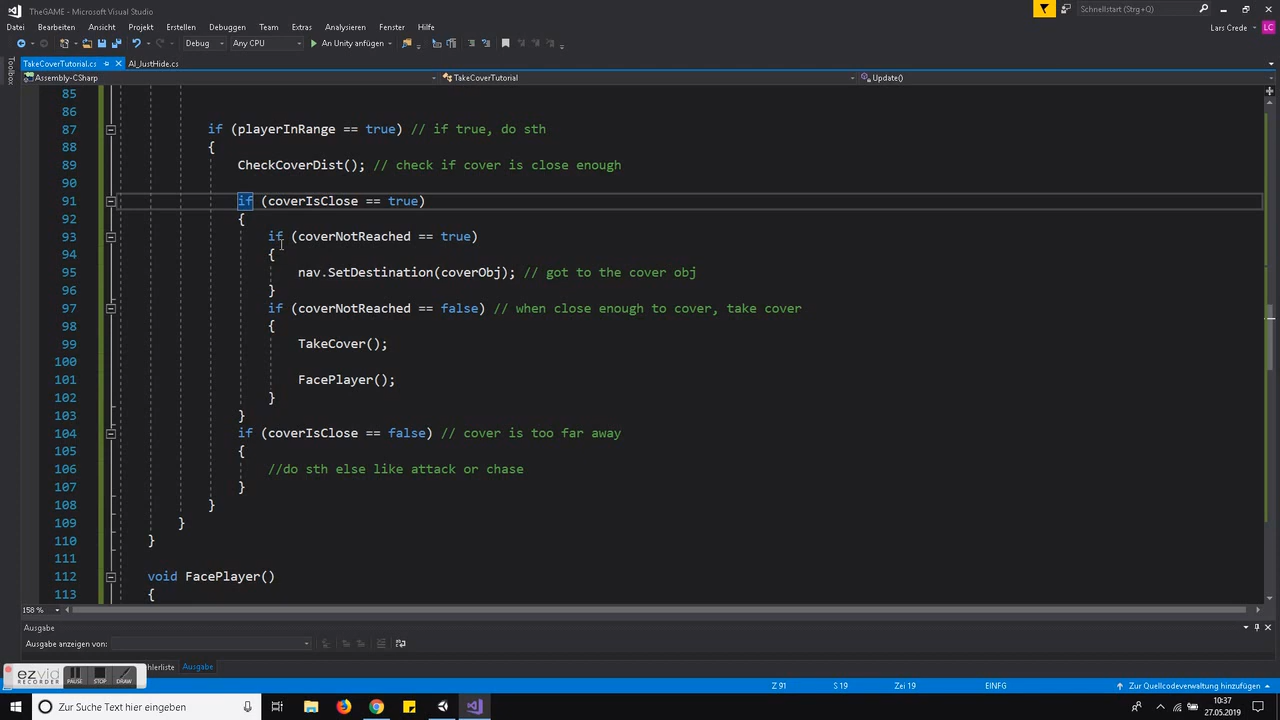 TheGAME - Microsoft Visual Studio
Schnellstart (Strg+Q)
Datei Bearbeiten Ansicht Projekt Erstellen Debuggen Team Extras Analysieren Fenster Hilfe
Lars Crede LC
Debug Any CPU An Unity anfügen
Toolbox
TakeCoverTutorial.cs AI_JustHide.cs
Assembly-CSharp TakeCoverTutorial Update()
85
86
87 if (playerInRange == true) // if true, do sth
88 {
89 CheckCoverDist(); // check if cover is close enough
90
91 if (coverIsClose == true)
92 {
93 if (coverNotReached == true)
94 {
95 nav.SetDestination(coverObj); // got to the cover obj
96 }
97 if (coverNotReached == false) // when close enough to cover, take cover
98 {
99 TakeCover();
100
101 FacePlayer();
102 }
103 }
104 if (coverIsClose == false) // cover is too far away
105 {
106 //do sth else like attack or chase
107 }
108 }
109 }
110 }
111
112 void FacePlayer()
113 {
158 %
Ausgabe
Ausgabe anzeigen von:
ezvid RECORDER PAUSE STOP DRAW hlerliste Ausgabe
Z 91 S 19 Zei 19 EINFG Zur Quellcodeverwaltung hinzufügen
Zur Suche Text hier eingeben
10:37
27.05.2019